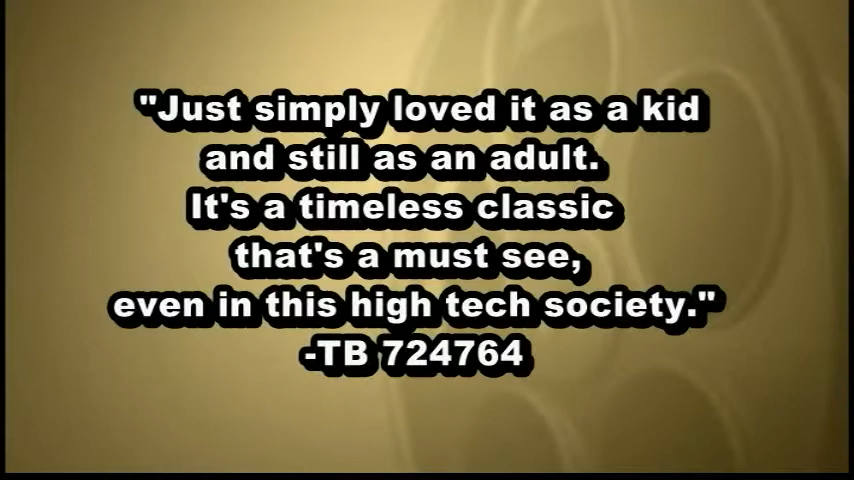 "Just simply loved it as a kid
and still as an adult.
It's a timeless classic
that's a must see,
even in this high tech society."
-TB 724764